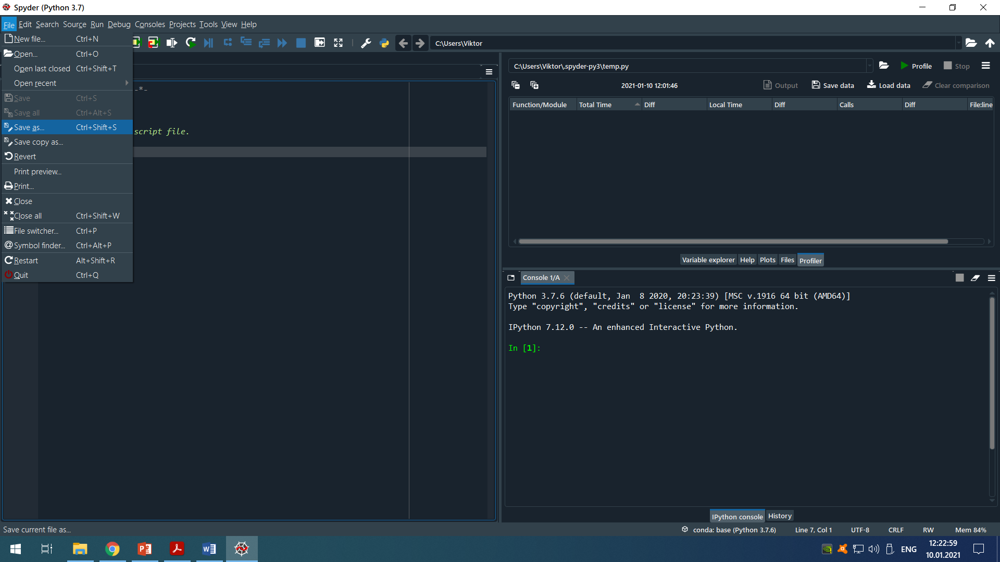 Spyder (Python 3.7)
File Edit Search Source Run Debug Consoles Projects Tools View Help
New file... Ctrl+N
Open... Ctrl+O
Open last closed Ctrl+Shift+T
Open recent
Save Ctrl+S
Save all Ctrl+Alt+S
Save as... Ctrl+Shift+S
Save copy as...
Revert
Print preview...
Print...
Close
Close all Ctrl+Shift+W
File switcher... Ctrl+P
@ Symbol finder... Ctrl+Alt+P
Restart Alt+Shift+R
Quit Ctrl+Q
C:\Users\Viktor
-*-
script file.
C:\Users\Viktor\.spyder-py3\temp.py
Profile Stop
2021-01-10 12:01:46 Output Save data Load data Clear comparison
Function/Module Total Time Diff Local Time Diff Calls Diff File:line
Variable explorer Help Plots Files Profiler
Console 1/A
Python 3.7.6 (default, Jan  8 2020, 20:23:39) [MSC v.1916 64 bit (AMD64)]
Type "copyright", "credits" or "license" for more information.
IPython 7.12.0 -- An enhanced Interactive Python.
In [1]:
IPython console History
Save current file as...
conda: base (Python 3.7.6) Line 7, Col 1 UTF-8 CRLF RW Mem 84%
ENG
12:22:59
10.01.2021